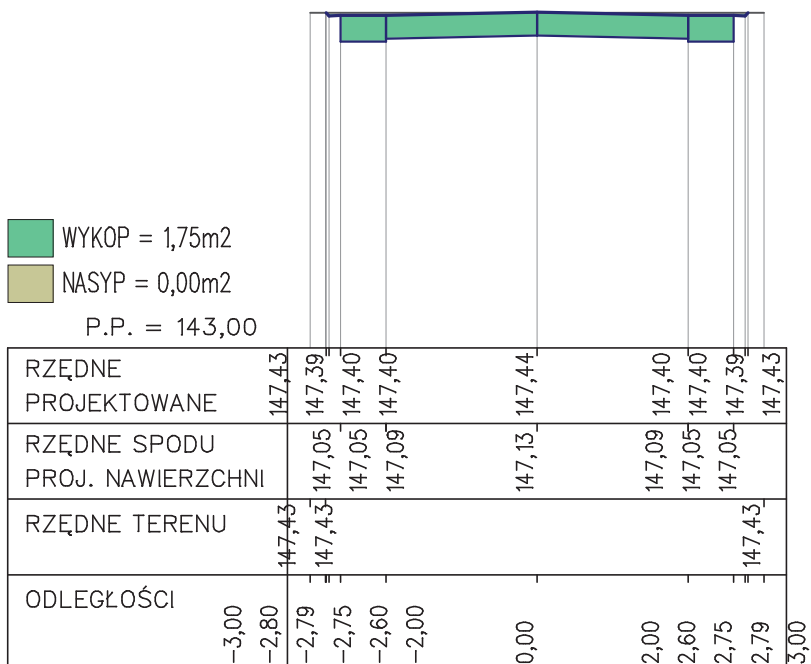 WYKOP = 1,75m2
NASYP = 0,00m2
P.P. = 143,00
RZĘDNE
PROJEKTOWANE
147,43 147,39 147,40 147,40 147,44 147,40 147,40 147,39 147,43
RZĘDNE SPODU
PROJ. NAWIERZCHNI
147,05 147,05 147,09 147,13 147,09 147,05 147,05
RZĘDNE TERENU
147,43 147,43 147,43
ODLEGŁOŚCI
-3,00 -2,80 -2,79 -2,75 -2,60 -2,00 0,00 2,00 2,60 2,75 2,79 3,00